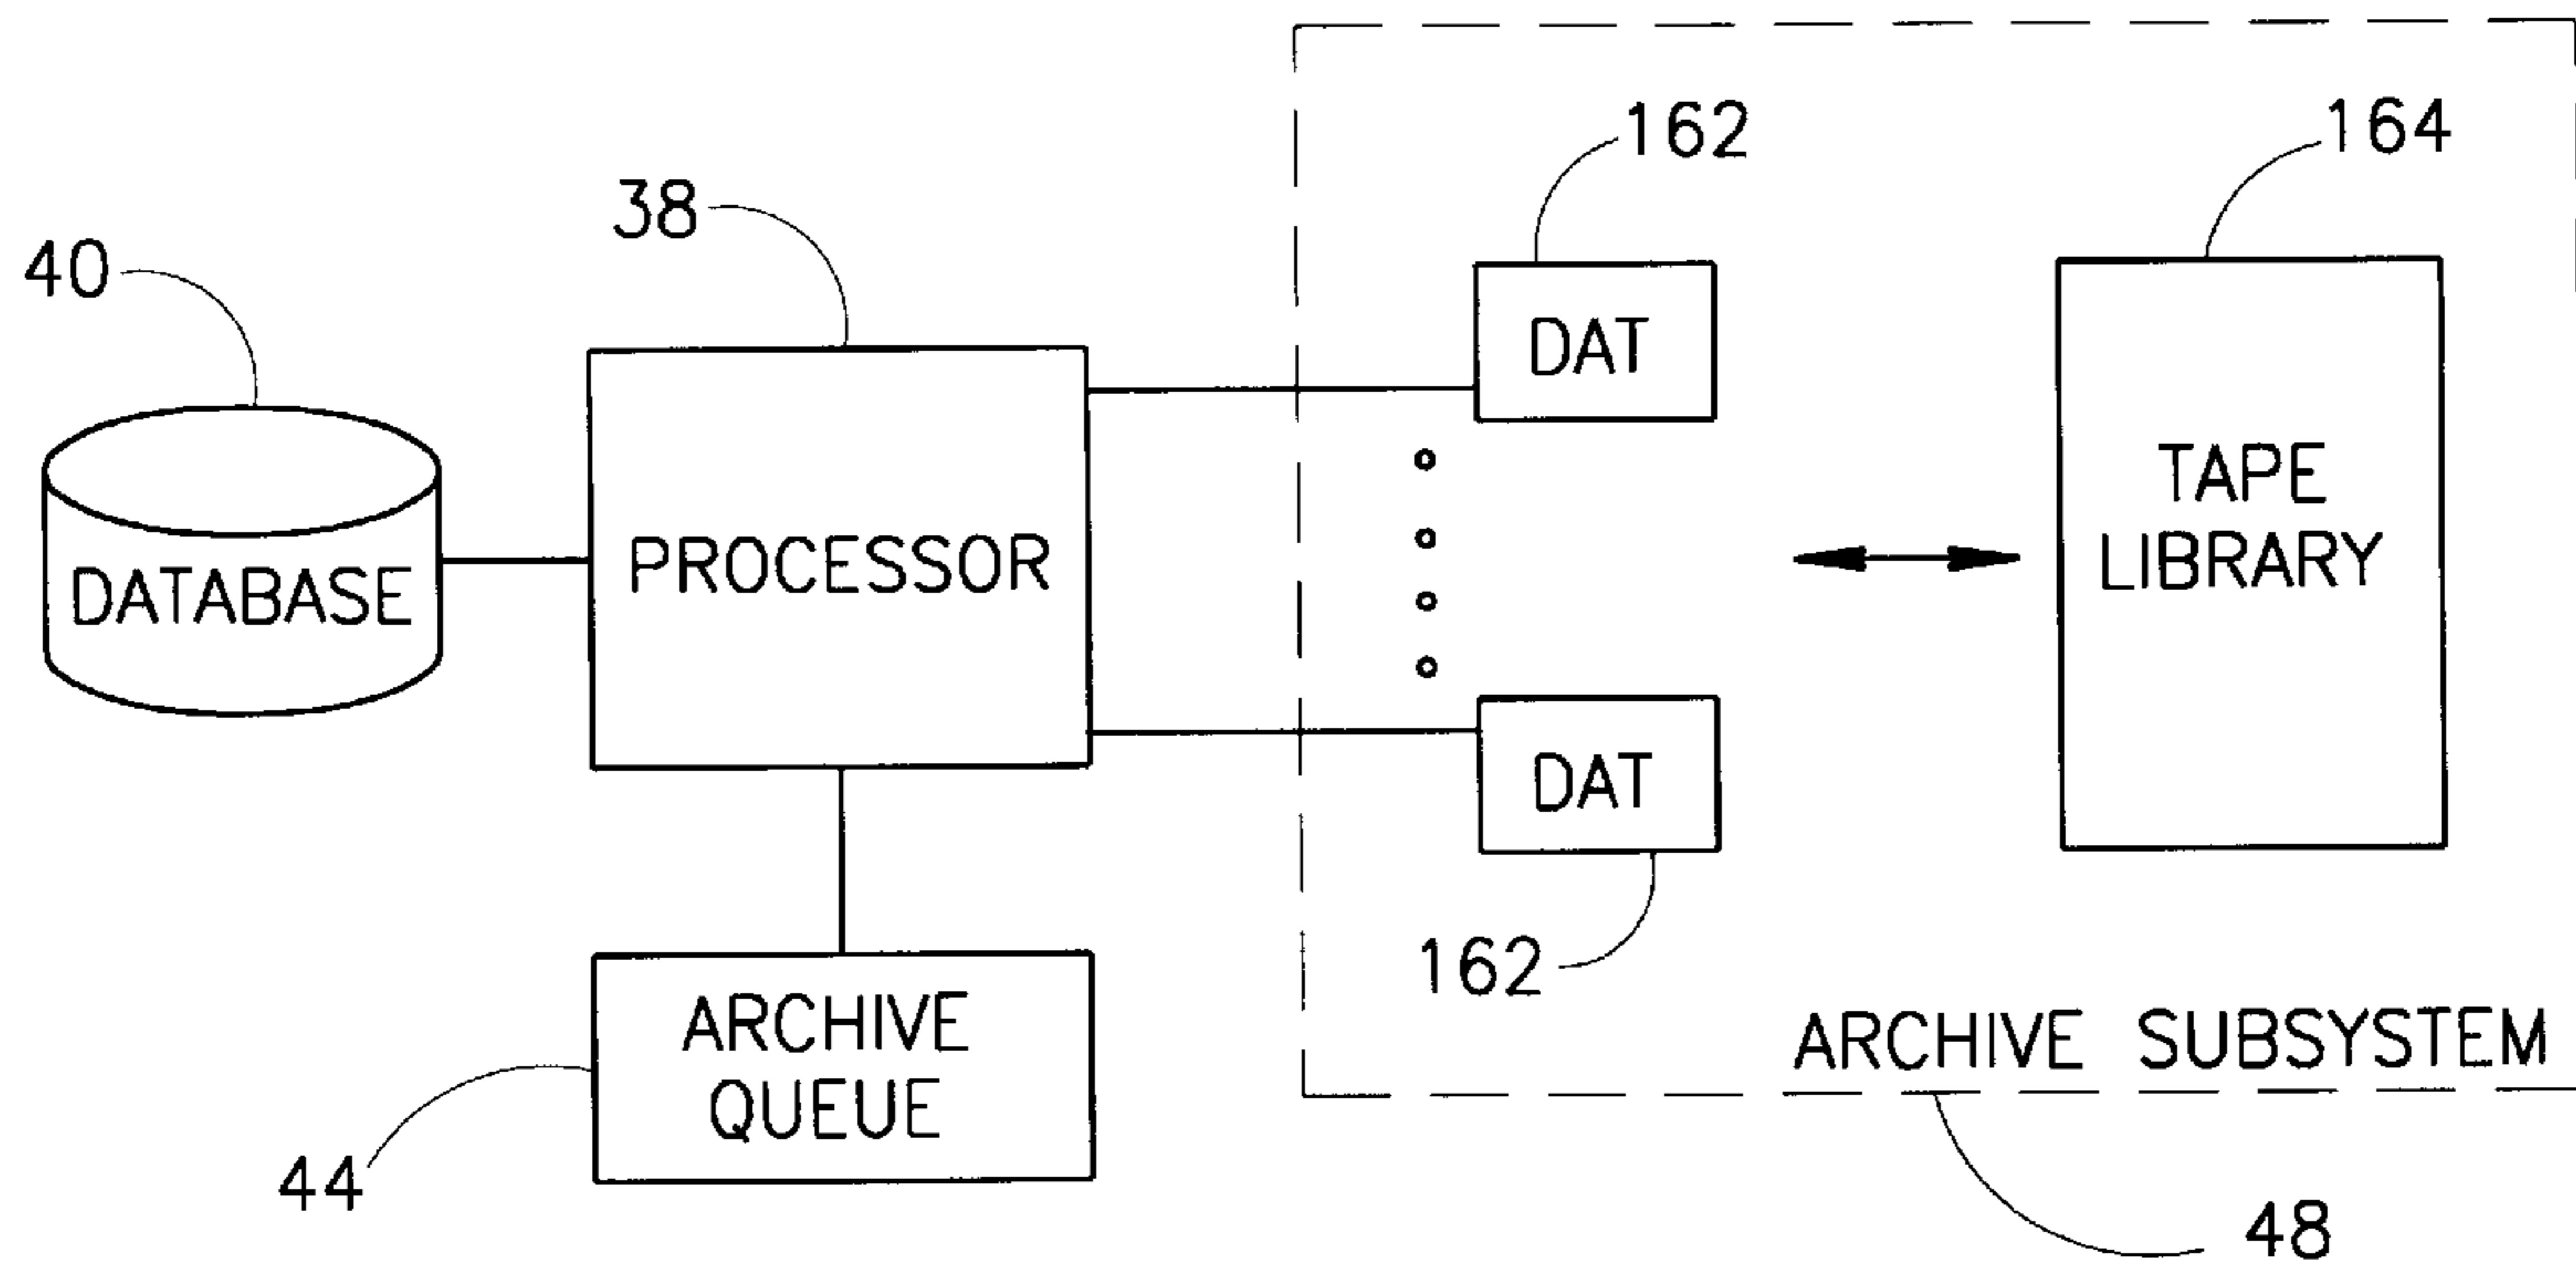 162
164
38
40
DAT
TAPE
LIBRARY
PROCESSOR
DATABASE
DAT
162
ARCHIVE
QUEUE
ARCHIVE SUBSYSTEM
44
48